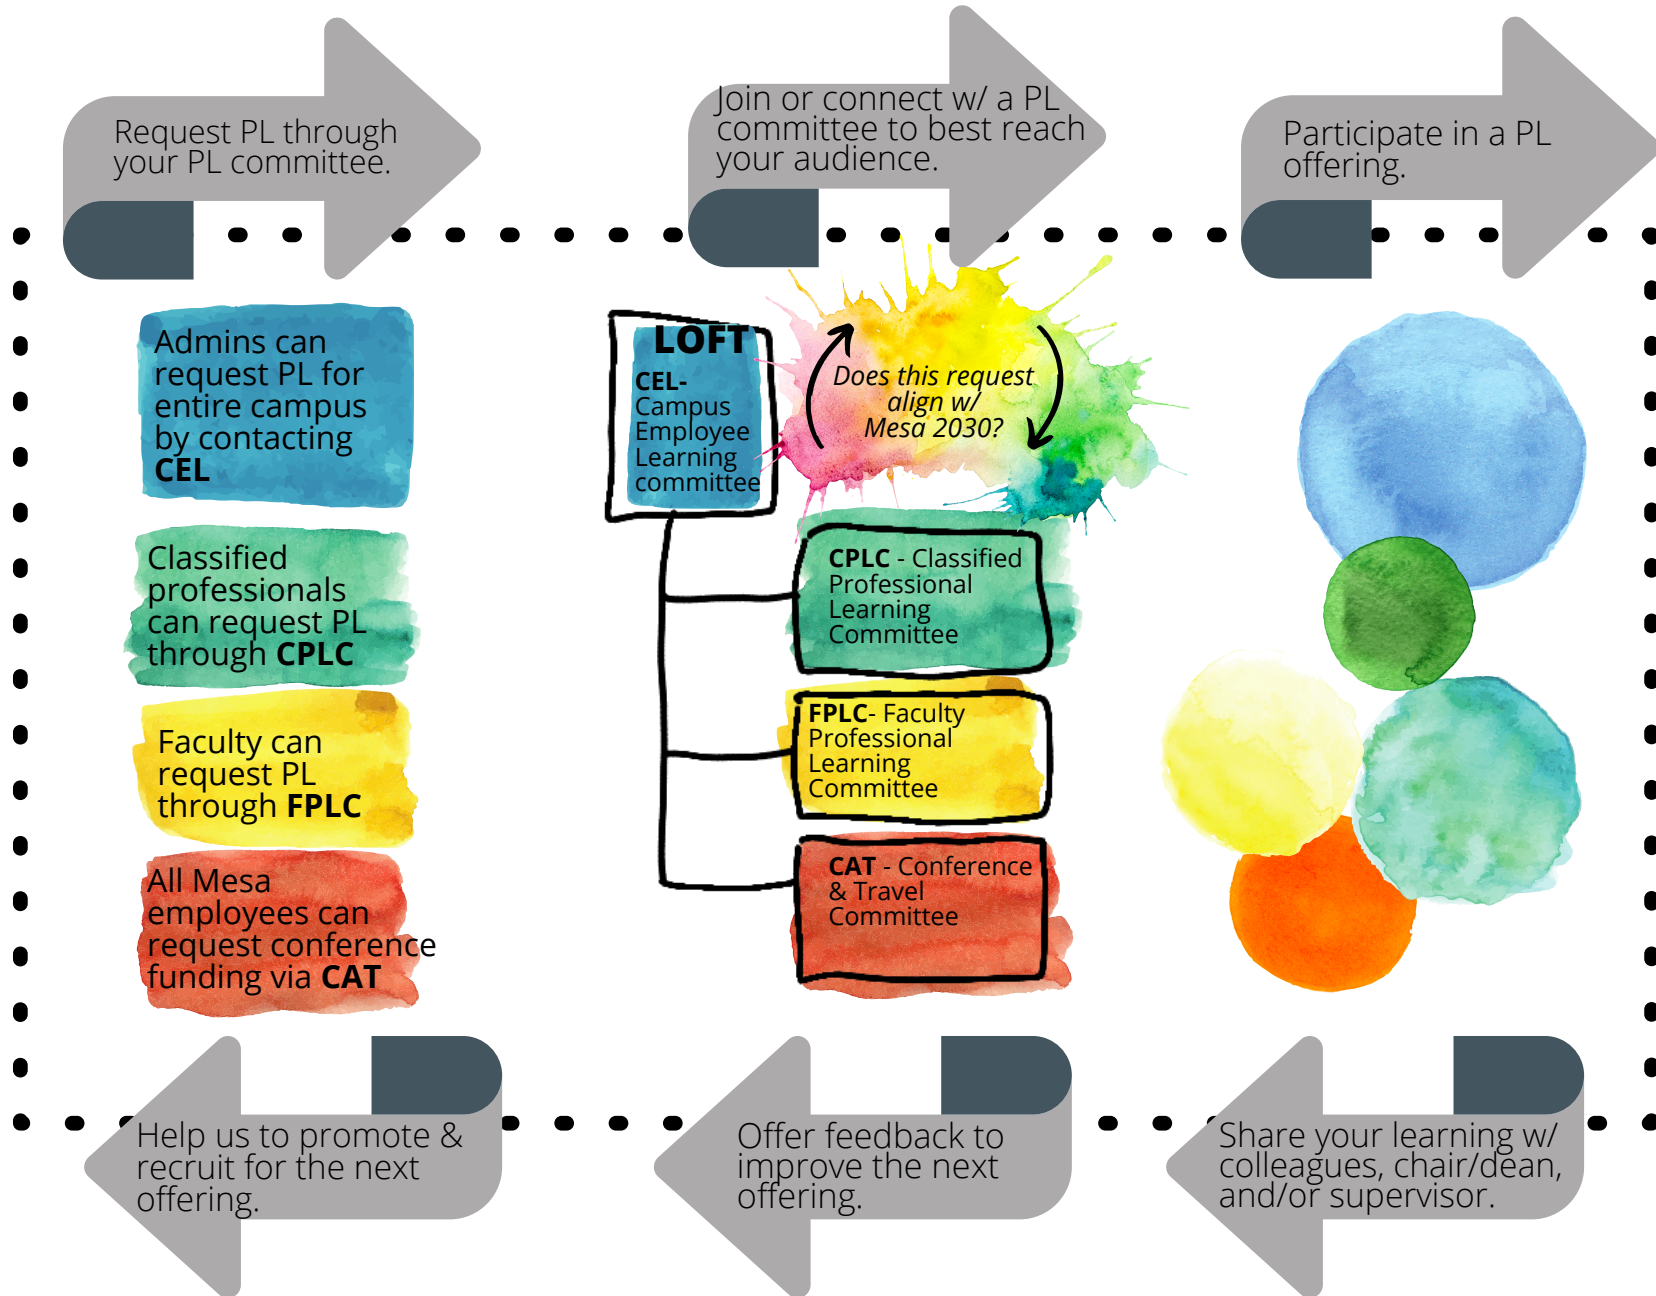 Request PL through
your PL committee.
Join or connect w/ a PL
committee to best reach
your audience.
Participate in a PL
offering.
Admins can
request PL for
entire campus
by contacting
CEL
Classified
professionals
can request PL
through CPLC
Faculty can
request PL
through FPLC
All Mesa
employees can
request conference
funding via CAT
LOFT
CEL-
Campus
Employee
Learning
committee
Does this request
align w/
Mesa 2030?
CPLC - Classified
Professional
Learning
Committee
FPLC- Faculty
Professional
Learning
Committee
CAT - Conference
& Travel
Committee
Help us to promote &
recruit for the next
offering.
Offer feedback to
improve the next
offering.
Share your learning w/
colleagues, chair/dean,
and/or supervisor.